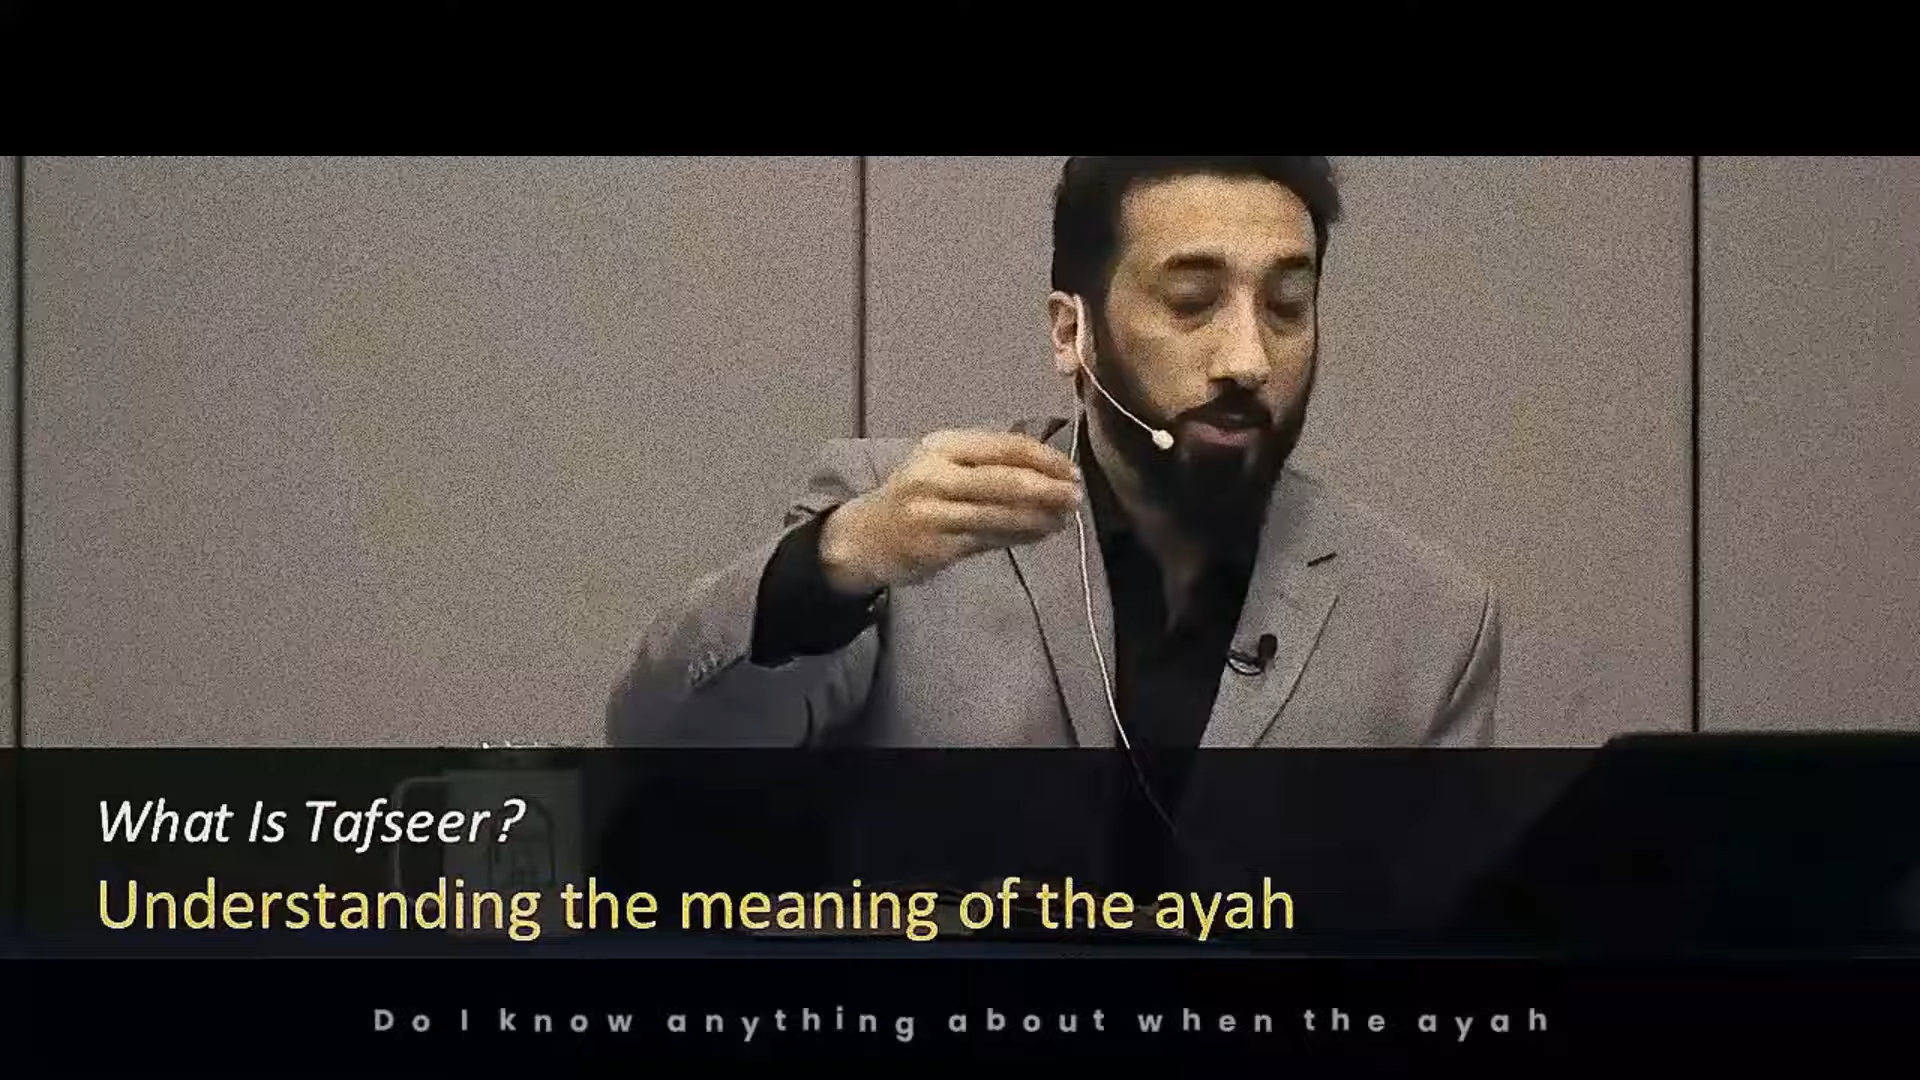 What Is Tafseer?
Understanding the meaning of the ayah
Do I know anything about when the ayah